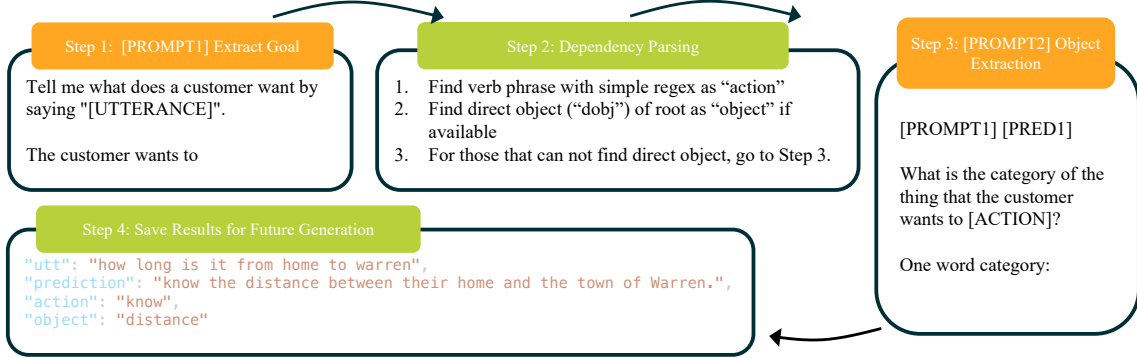 Step 1:  [PROMPT1] Extract Goal
Tell me what does a customer want by
saying "[UTTERANCE]".
The customer wants to
Step 2: Dependency Parsing
1. Find verb phrase with simple regex as “action”
2. Find direct object (“dobj”) of root as “object” if
available
3. For those that can not find direct object, go to Step 3.
Step 3: [PROMPT2] Object
Extraction
[PROMPT1] [PRED1]
What is the category of the
thing that the customer
wants to [ACTION]?
One word category:
Step 4: Save Results for Future Generation
"utt": "how long is it from home to warren",
"prediction": "know the distance between their home and the town of Warren.",
"action": "know",
"object": "distance"